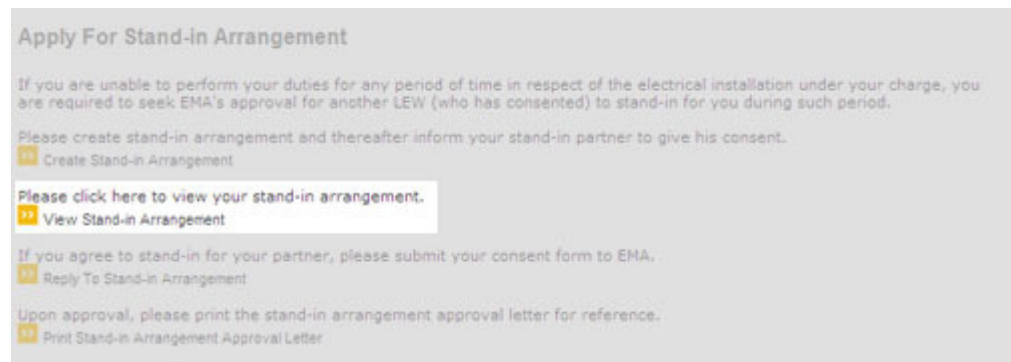 Apply For Stand-in Arrangement
If you are unable to perform your duties for any period of time in respect of the electrical installation under your charge, you
are required to seek EMA's approval for another LEW (who has consented) to stand-in for you during such period.
Please create stand-in arrangement and thereafter inform your stand-in partner to give his consent.
Create Stand-in Arrangement
Please click here to view your stand-in arrangement.
View Stand-in Arrangement
If you agree to stand-in for your partner, please submit your consent form to EMA.
Reply To Stand-in Arrangement
Upon approval, please print the stand-in arrangement approval letter for reference.
Print Stand-in Arrangement Approval Letter